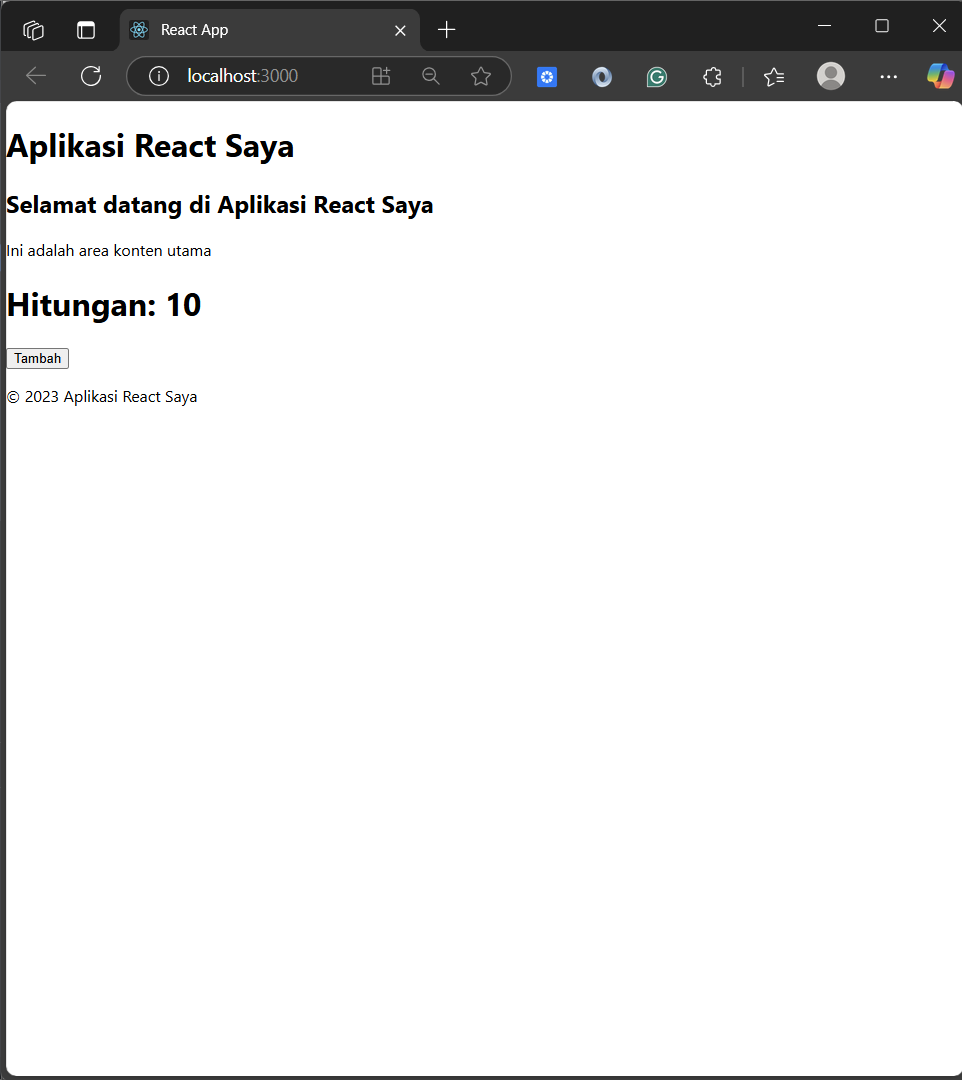 React App
localhost:3000
Aplikasi React Saya
Selamat datang di Aplikasi React Saya
Ini adalah area konten utama
Hitungan: 10
Tambah
© 2023 Aplikasi React Saya